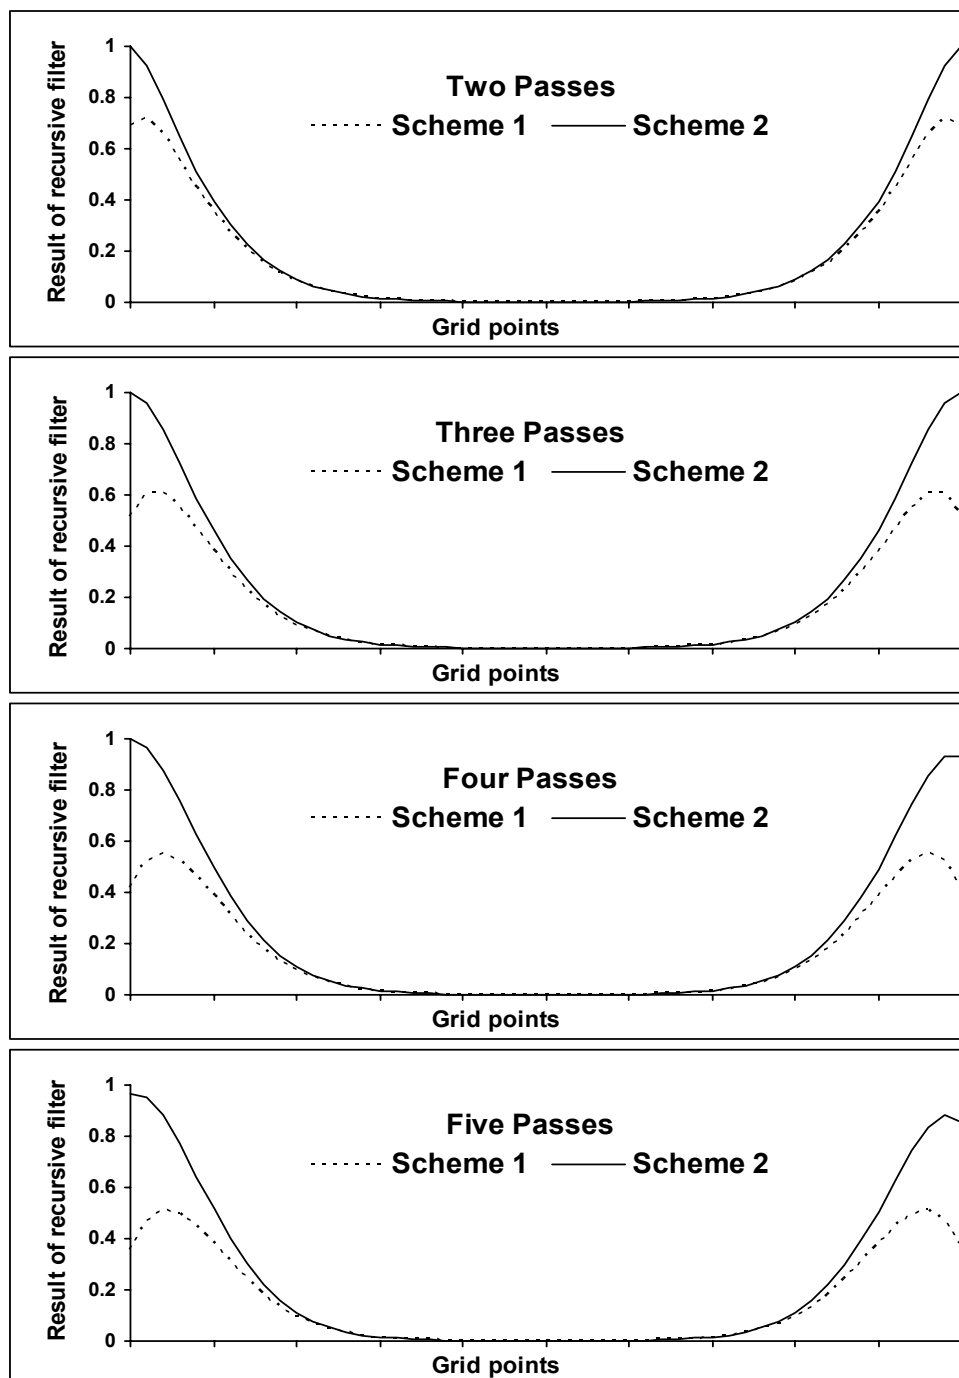 Two Passes
Scheme 1 Scheme 2
Result of recursive filter
1
0.8
0.6
0.4
0.2
0
Grid points
Three Passes
Scheme 1 Scheme 2
Result of recursive filter
1
0.8
0.6
0.4
0.2
0
Grid points
Four Passes
Scheme 1 Scheme 2
Result of recursive filter
1
0.8
0.6
0.4
0.2
0
Grid points
Five Passes
Scheme 1 Scheme 2
Result of recursive filter
1
0.8
0.6
0.4
0.2
0
Grid points